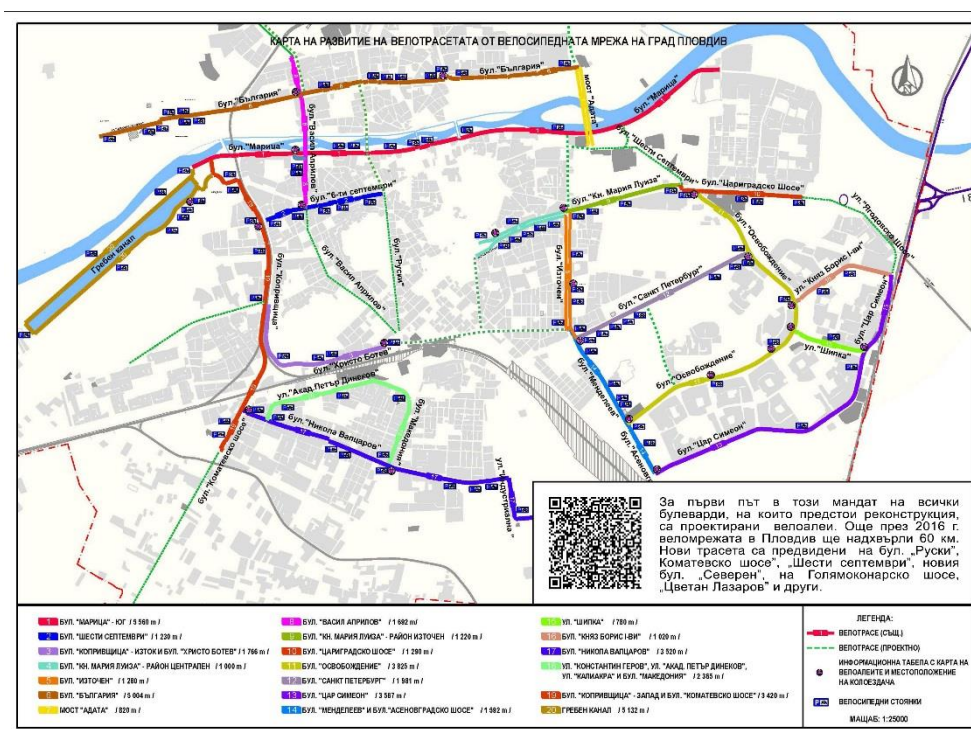 КАРТА НА РАЗВИТИЕ НА ВЕЛОТРАСЕТАТА ОТ ВЕЛОСИПЕДНАТА МРЕЖА НА ГРАД ПЛОВДИВ
бул."България"
бул."България"
мост "Адата"
бул."Марица"
бул."Васил Априлов"
бул."Марица"
бул."Шести Септември"
бул."6-ти септември"
бул."Кн. Мария Луиза"
бул."Цариградско Шосе"
ул."Ягодовско Шосе"
Гребен канал
бул."Копривщица"
бул."Васил Априлов"
бул."Руски"
бул."Източен"
бул."Санкт Петербург"
бул."Освобождение"
ул."Княз Борис I-ви"
бул."Цар Симеон"
ул."Шипка"
бул."Христо Ботев"
ул."Акад.Петър Динеков"
бул."Македония"
бул."Менделеев"
бул."Освобождение"
бул."Никола Вапцаров"
бул."Коматевско шосе"
бул."Цар Симеон"
За първи път в този мандат на всички
булеварди, на които предстои реконструкция,
са проектирани велоалеи. Още през 2016 г.
веломрежата в Пловдив ще надхвърли 60 км.
Нови трасета са предвидени на бул. „Руски",
Коматевско шосе", „Шести септември", новия
бул. „Северен", на Голямоконарско шосе,
„Цветан Лазаров" и други.
1 БУЛ. "МАРИЦА" - ЮГ / 5 560 m /
2 БУЛ. "ШЕСТИ СЕПТЕМВРИ" / 1 230 m /
3 БУЛ. "КОПРИВЩИЦА" - ИЗТОК И БУЛ. "ХРИСТО БОТЕВ" / 1 766 m /
4 БУЛ. "КН. МАРИЯ ЛУИЗА" - РАЙОН ЦЕНТРАЛЕН / 1 000 m /
5 БУЛ. "ИЗТОЧЕН" / 1 280 m /
6 БУЛ. "БЪЛГАРИЯ" / 5 004 m /
7 МОСТ "АДАТА" / 820 m /
8 БУЛ. "ВАСИЛ АПРИЛОВ" / 1 682 m /
9 БУЛ. "КН. МАРИЯ ЛУИЗА" - РАЙОН ИЗТОЧЕН / 1 220 m /
10 БУЛ. "ЦАРИГРАДСКО ШОСЕ" / 1 290 m /
11 БУЛ. "ОСВОБОЖДЕНИЕ" / 3 825 m /
12 БУЛ. "САНКТ ПЕТЕРБУРГ" / 1 981 m /
13 БУЛ. "ЦАР СИМЕОН" / 3 567 m /
14 БУЛ. "МЕНДЕЛЕЕВ" И БУЛ."АСЕНОВГРАДСКО ШОСЕ" / 1 982 m /
15 УЛ. "ШИПКА" / 780 m /
16 БУЛ. "КНЯЗ БОРИС I-ВИ" / 1 020 m /
17 БУЛ. "НИКОЛА ВАПЦАРОВ" / 3 520 m /
18 УЛ. "КОНСТАНТИН ГЕРОВ", УЛ. "АКАД. ПЕТЪР ДИНЕКОВ",
УЛ. "КАЛИАКРА" И БУЛ. "МАКЕДОНИЯ" / 2 385 m /
19 БУЛ. "КОПРИВЩИЦА" - ЗАПАД И БУЛ. "КОМАТЕВСКО ШОСЕ" / 3 420 m /
20 ГРЕБЕН КАНАЛ / 5 132 m /
ЛЕГЕНДА:
ВЕЛОТРАСЕ (СЪЩ.)
ВЕЛОТРАСЕ (ПРОЕКТНО)
ИНФОРМАЦИОННА ТАБЕЛА С КАРТА НА
ВЕЛОАЛЕИТЕ И МЕСТОПОЛОЖЕНИЕ
НА КОЛОЕЗДАЧА
ВЕЛОСИПЕДНИ СТОЯНКИ
МАЩАБ: 1:25000